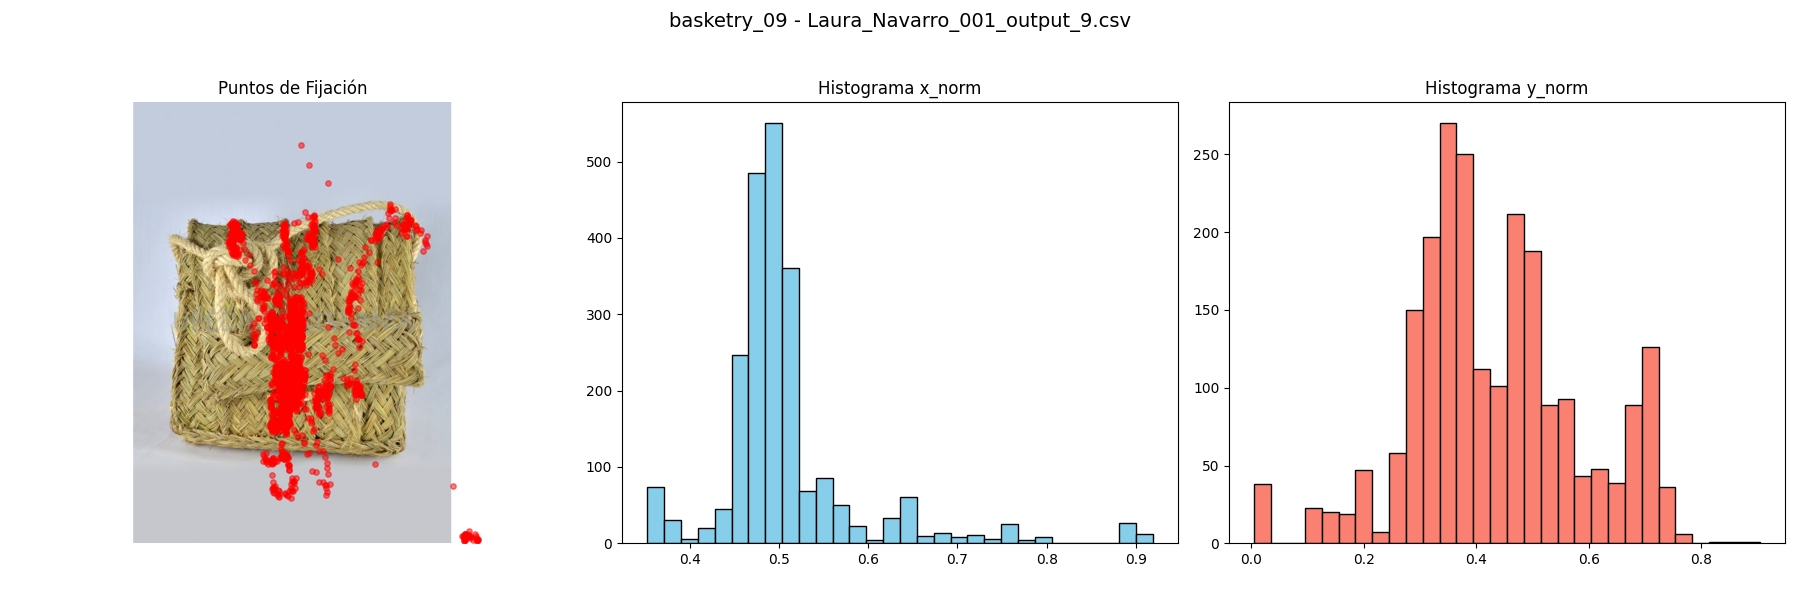 basketry_09 - Laura_Navarro_001_output_9.csv
Puntos de Fijación
Histograma x_norm
500
400
300
200
100
0
0.4 0.5 0.6 0.7 0.8 0.9
Histograma y_norm
250
200
150
100
50
0
0.0 0.2 0.4 0.6 0.8